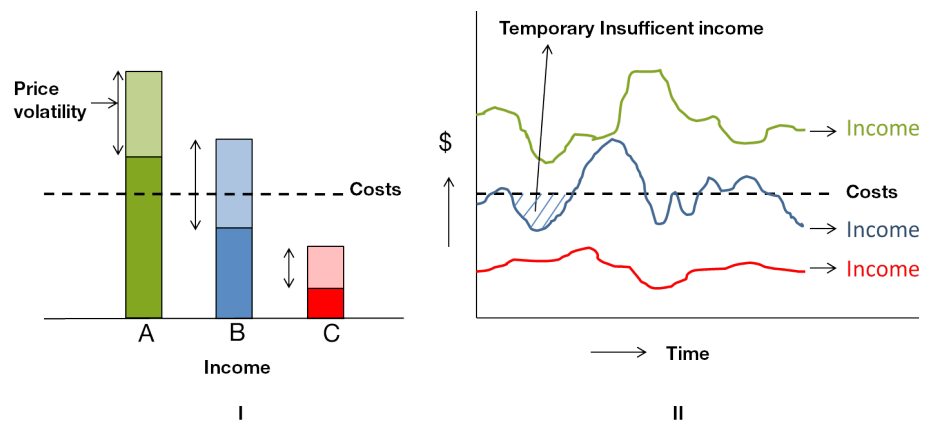 Price
volatility
Costs
A
B
C
Income
I
Temporary Insufficent income
$
Income
Costs
Income
Income
Time
II